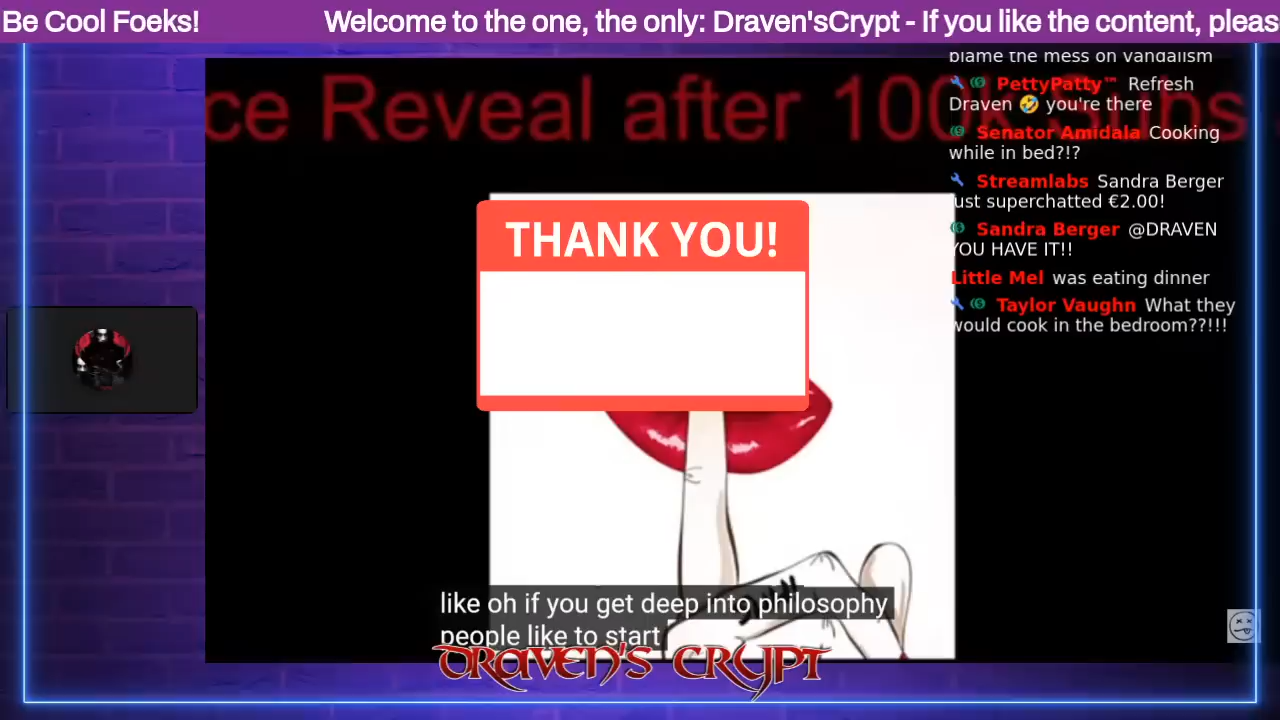 Be Cool Foeks! Welcome to the one, the only: Draven'sCrypt - If you like the content, pleas
ce Reveal after 100k Subs
blame the mess on vandalism
PettyPatty™ Refresh
Draven 🤣 you're there
Senator Amidala Cooking
while in bed?!?
Streamlabs Sandra Berger
just superchatted €2.00!
Sandra Berger @DRAVEN
YOU HAVE IT!!
Little Mel was eating dinner
Taylor Vaughn What they
would cook in the bedroom??!!!
THANK YOU!
like oh if you get deep into philosophy
people like to start
DRAVEN'S CRYPT